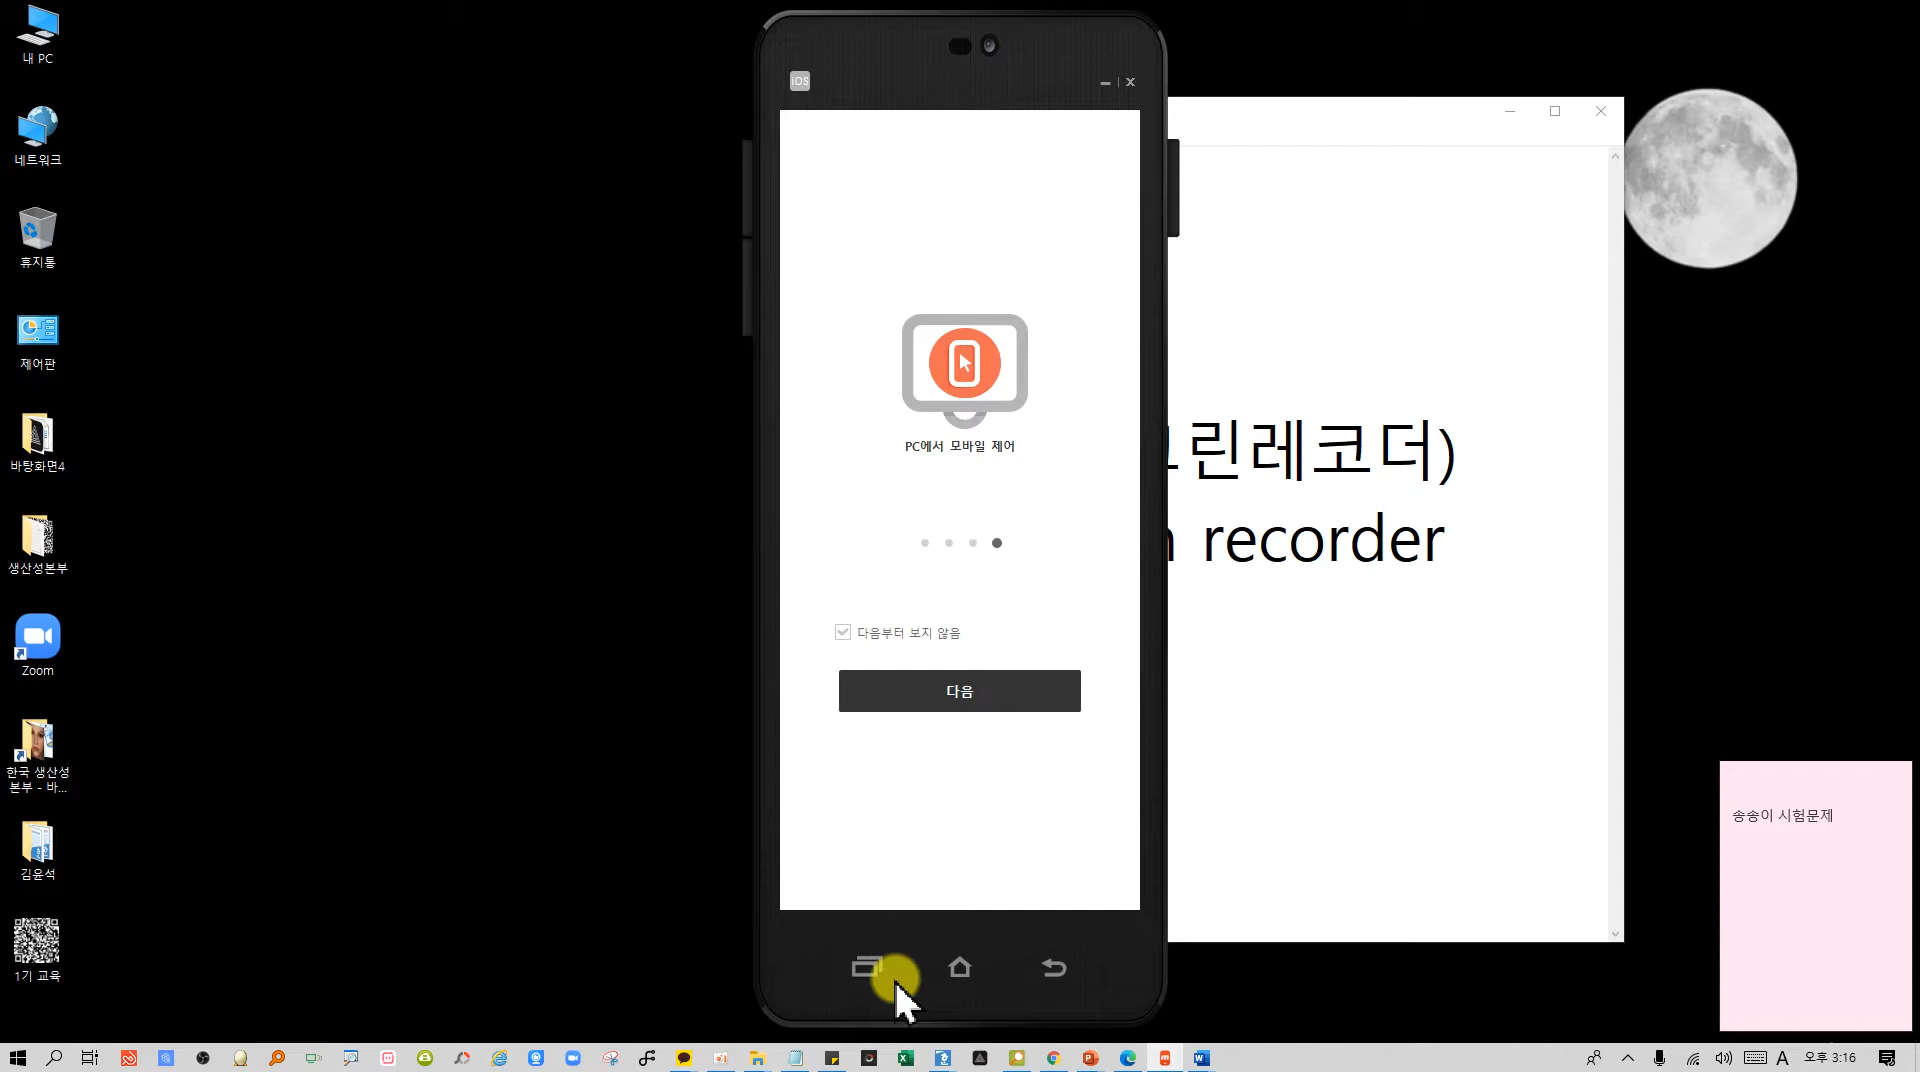 내 PC
네트워크
휴지통
제어판
바탕화면4
생산성본부
Zoom
한국 생산성
본부 - 바...
김윤석
1기 교육
iOS
PC에서 모바일 제어
다음부터 보지 않음
다음
린레코더)
recorder
송송이 시험문제
A
오후 3:16